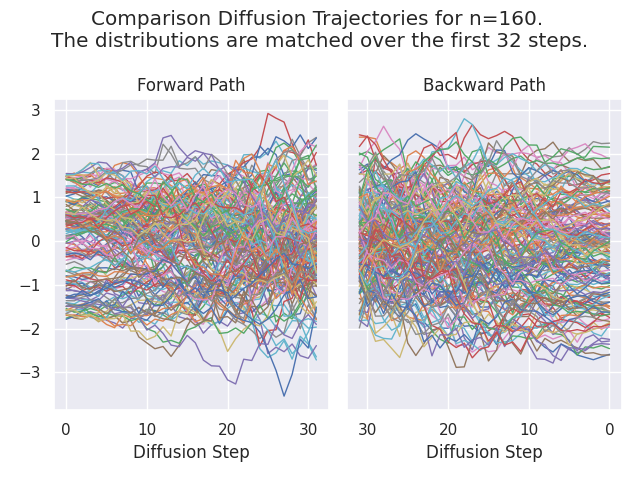 Comparison Diffusion Trajectories for n=160.
The distributions are matched over the first 32 steps.
Forward Path
Backward Path
3
2
1
0
−1
−2
−3
0 10 20 30
30 20 10 0
Diffusion Step
Diffusion Step